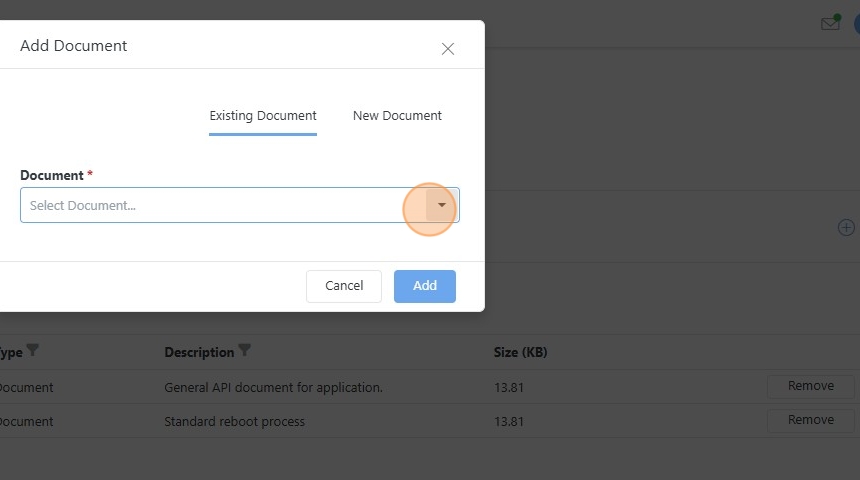 Add Document
Existing Document New Document
Document *
Select Document...
Cancel Add
ype Description Size (KB)
Document General API document for application. 13.81 Remove
Document Standard reboot process 13.81 Remove